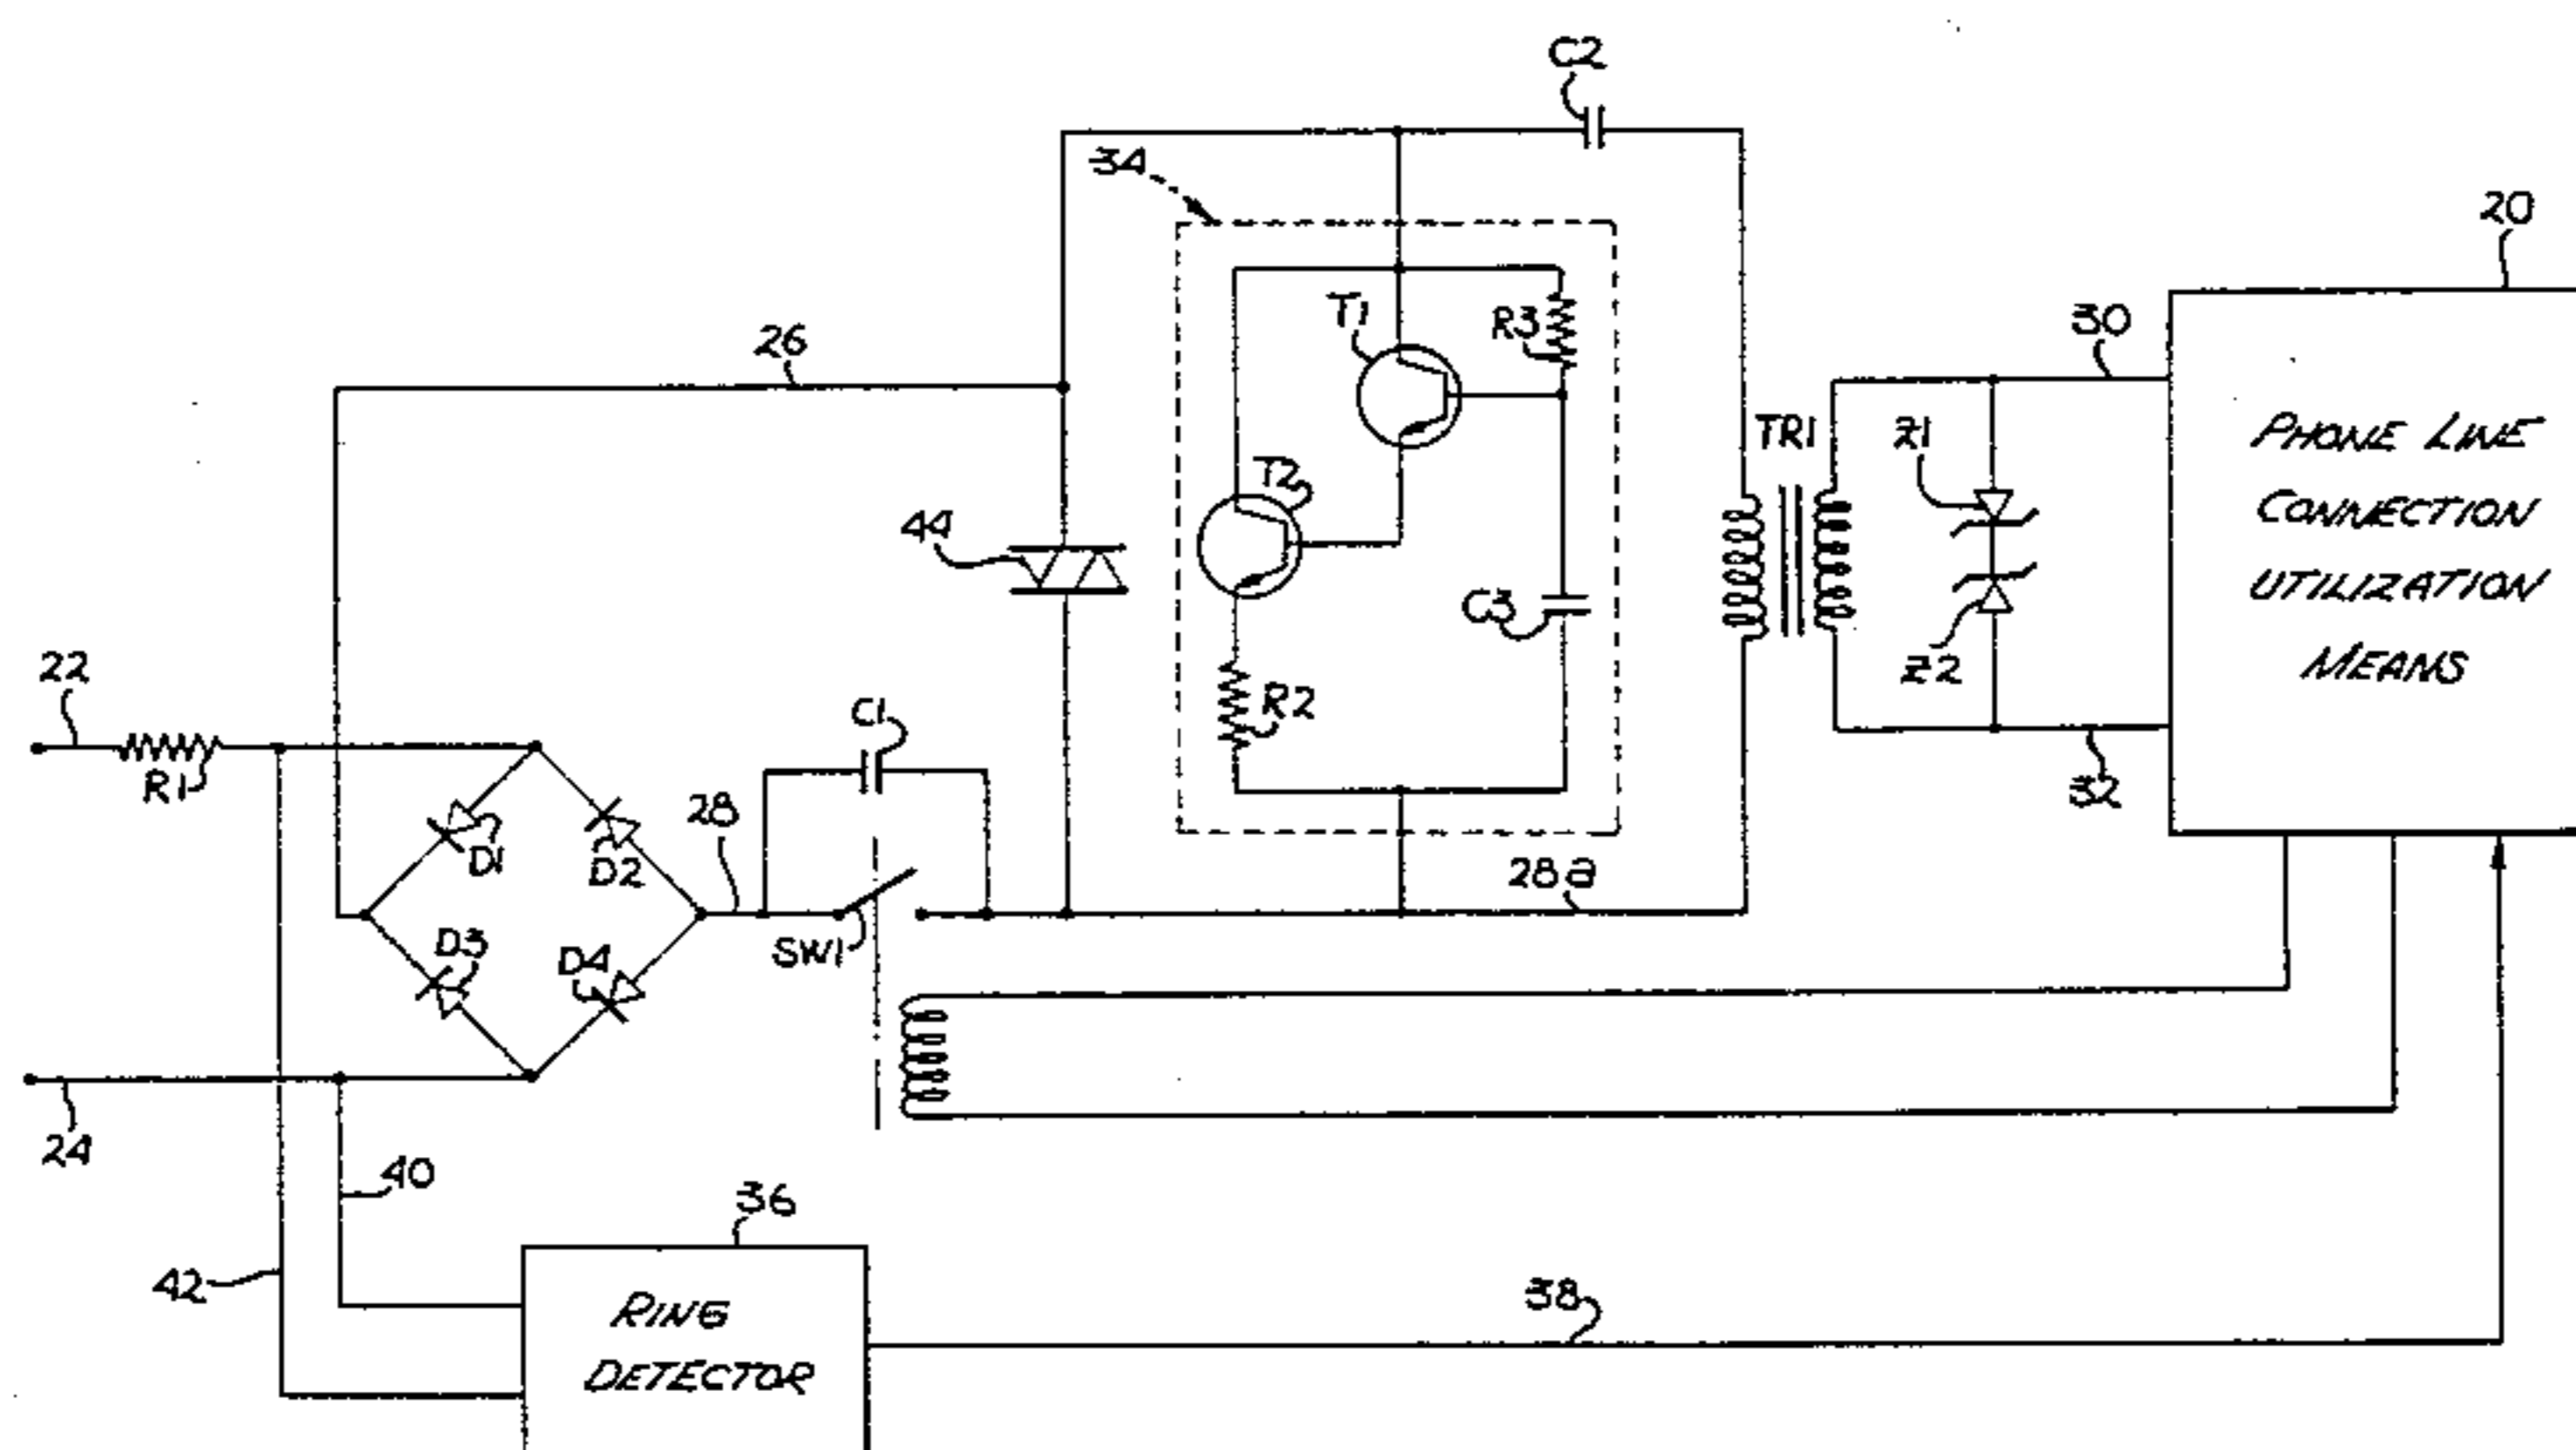 C2
34
20
T1
R3
30
26
TR1
Z1
PHONE LINE
CONNECTION
UTILIZATION
MEANS
T2
44
C3
Z2
22
R2
C1
R1
32
28
D1
D2
28a
D3
D4
SW1
24
40
36
42
38
RING
DETECTOR